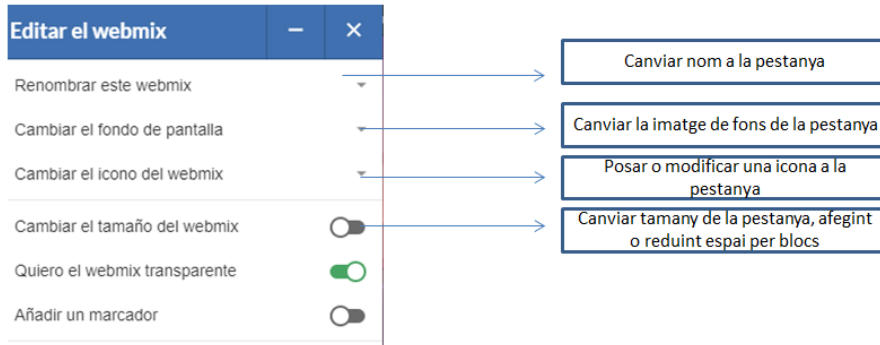 Editar el webmix
Renombrar este webmix
Canviar nom a la pestanya
Cambiar el fondo de pantalla
Canviar la imatge de fons de la pestanya
Cambiar el icono del webmix
Posar o modificar una icona a la
pestanya
Cambiar el tamaño del webmix
Canviar tamany de la pestanya, afegint
o reduint espai per blocs
Quiero el webmix transparente
Añadir un marcador